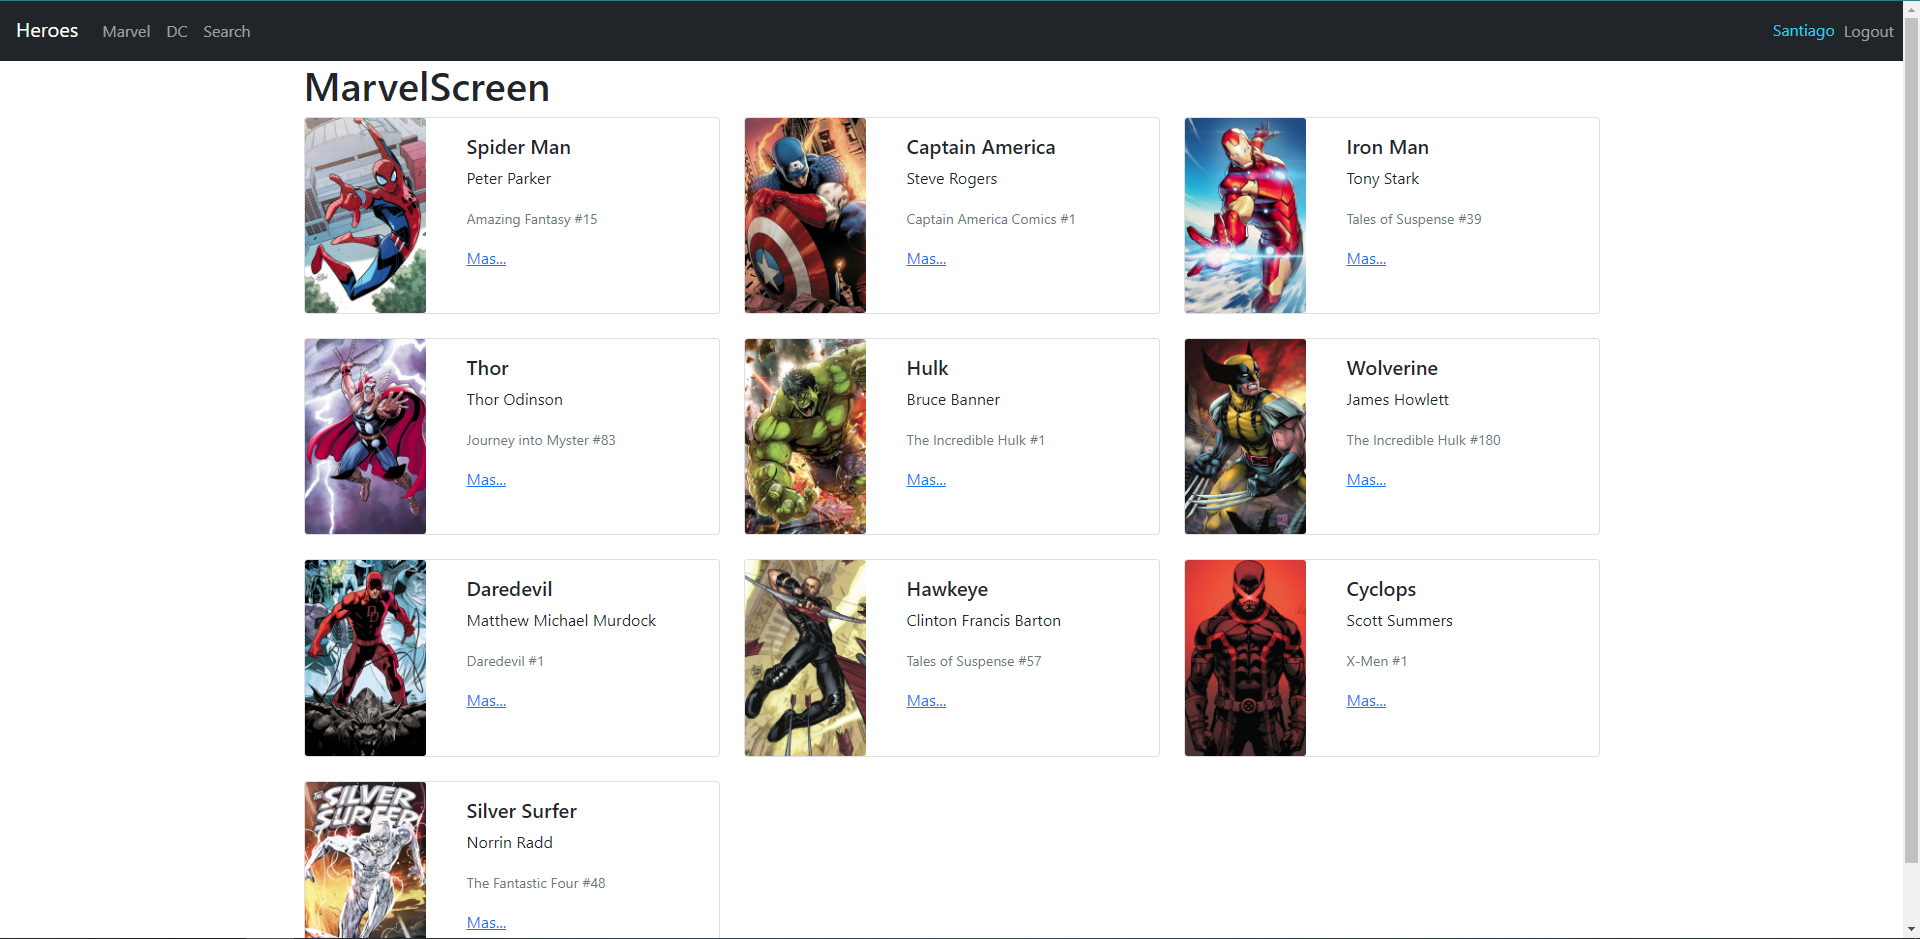 Heroes Marvel DC Search Santiago Logout
MarvelScreen
Spider Man
Peter Parker
Amazing Fantasy #15
Mas...
Captain America
Steve Rogers
Captain America Comics #1
Mas...
Iron Man
Tony Stark
Tales of Suspense #39
Mas...
Thor
Thor Odinson
Journey into Myster #83
Mas...
Hulk
Bruce Banner
The Incredible Hulk #1
Mas...
Wolverine
James Howlett
The Incredible Hulk #180
Mas...
Daredevil
Matthew Michael Murdock
Daredevil #1
Mas...
Hawkeye
Clinton Francis Barton
Tales of Suspense #57
Mas...
Cyclops
Scott Summers
X-Men #1
Mas...
THE SILVER
SURFER
Silver Surfer
Norrin Radd
The Fantastic Four #48
Mas...